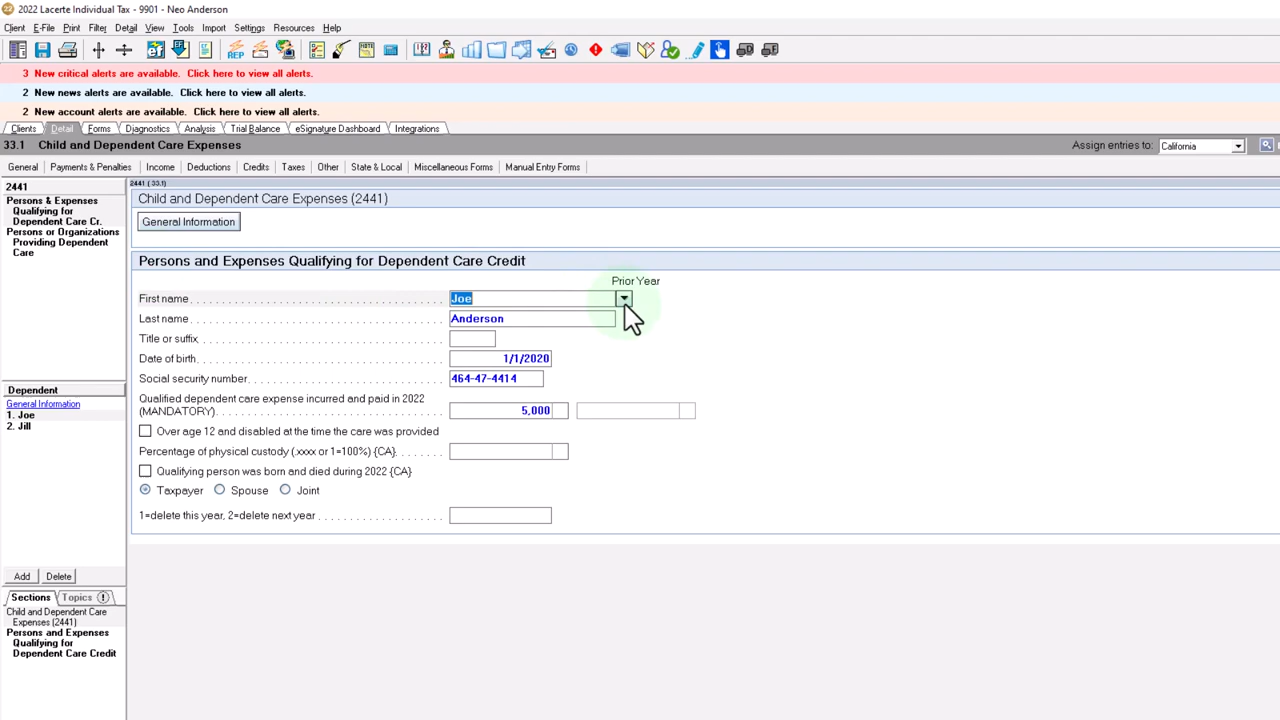 2022 Lacerte Individual Tax - 9901 - Neo Anderson
Client E-File Print Filter Detail View Tools Import Settings Resources Help
REP
3 New critical alerts are available. Click here to view all alerts.
2 New news alerts are available. Click here to view all alerts.
2 New account alerts are available. Click here to view all alerts.
Clients Detail Forms Diagnostics Analysis Trial Balance eSignature Dashboard Integrations
33.1 Child and Dependent Care Expenses Assign entries to: California
General Payments & Penalties Income Deductions Credits Taxes Other State & Local Miscellaneous Forms Manual Entry Forms
2441
Persons & Expenses
Qualifying for
Dependent Care Cr.
Persons or Organizations
Providing Dependent
Care
2441 ( 33.1)
Child and Dependent Care Expenses (2441)
General Information
Persons and Expenses Qualifying for Dependent Care Credit
Prior Year
First name Joe
Last name Anderson
Title or suffix
Date of birth 1/1/2020
Social security number 464-47-4414
Qualified dependent care expense incurred and paid in 2022
(MANDATORY) 5,000
Over age 12 and disabled at the time the care was provided
Percentage of physical custody (.xxxx or 1=100%) {CA}
Qualifying person was born and died during 2022 {CA}
Taxpayer Spouse Joint
1=delete this year, 2=delete next year
Dependent
General Information
1. Joe
2. Jill
Add Delete
Sections Topics
Child and Dependent Care
Expenses (2441)
Persons and Expenses
Qualifying for
Dependent Care Credit